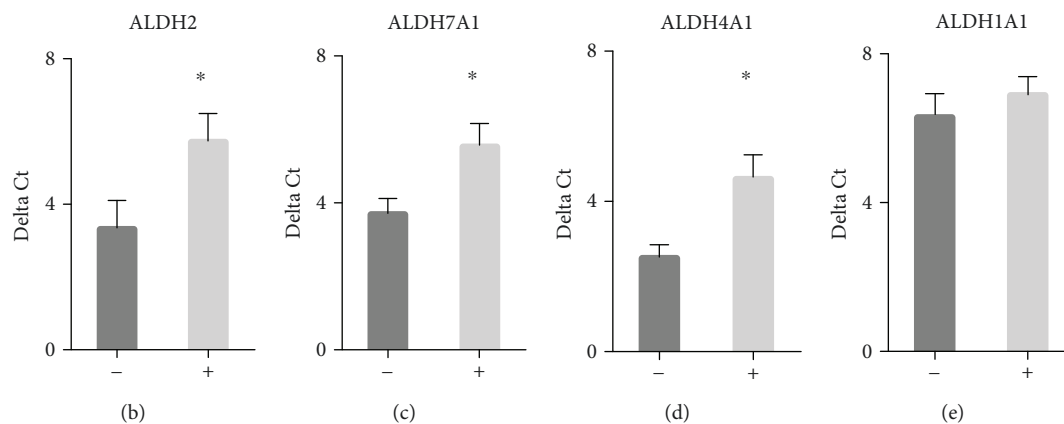 ALDH2
8
*
4
0
Delta Ct
−
+
(b)
ALDH7A1
8
*
4
0
Delta Ct
−
+
(c)
ALDH4A1
8
*
4
0
Delta Ct
−
+
(d)
ALDH1A1
8
4
0
Delta Ct
−
+
(e)